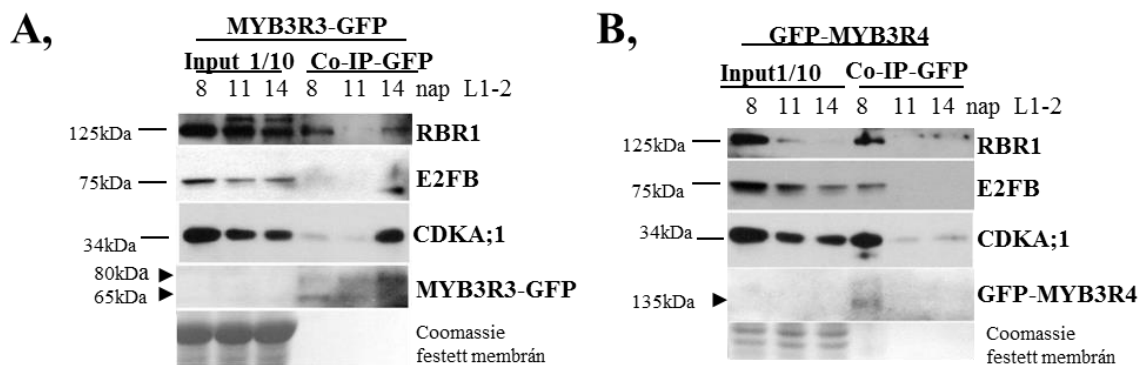 A,
MYB3R3-GFP
Input 1/10 Co-IP-GFP
8 11 14 8 11 14 nap L1-2
125kDa RBR1
75kDa E2FB
34kDa CDKA;1
80kDa
65kDa MYB3R3-GFP
Coomassie
festett membrán
B,
GFP-MYB3R4
Input1/10 Co-IP-GFP
8 11 14 8 11 14 nap L1-2
125kDa RBR1
75kDa E2FB
34kDa CDKA;1
135kDa GFP-MYB3R4
Coomassie
festett membrán